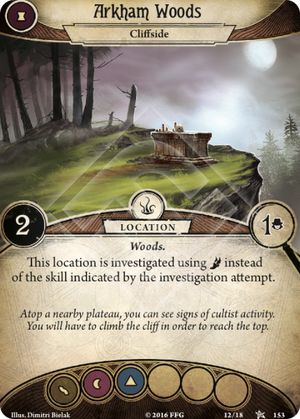 Arkham Woods
Cliffside
2
LOCATION
1
Woods.
This location is investigated using instead
of the skill indicated by the investigation attempt.
Atop a nearby plateau, you can see signs of cultist activity.
You will have to climb the cliff in order to reach the top.
Illus. Dimitri Bielak
© 2016 FFG
12/18
153